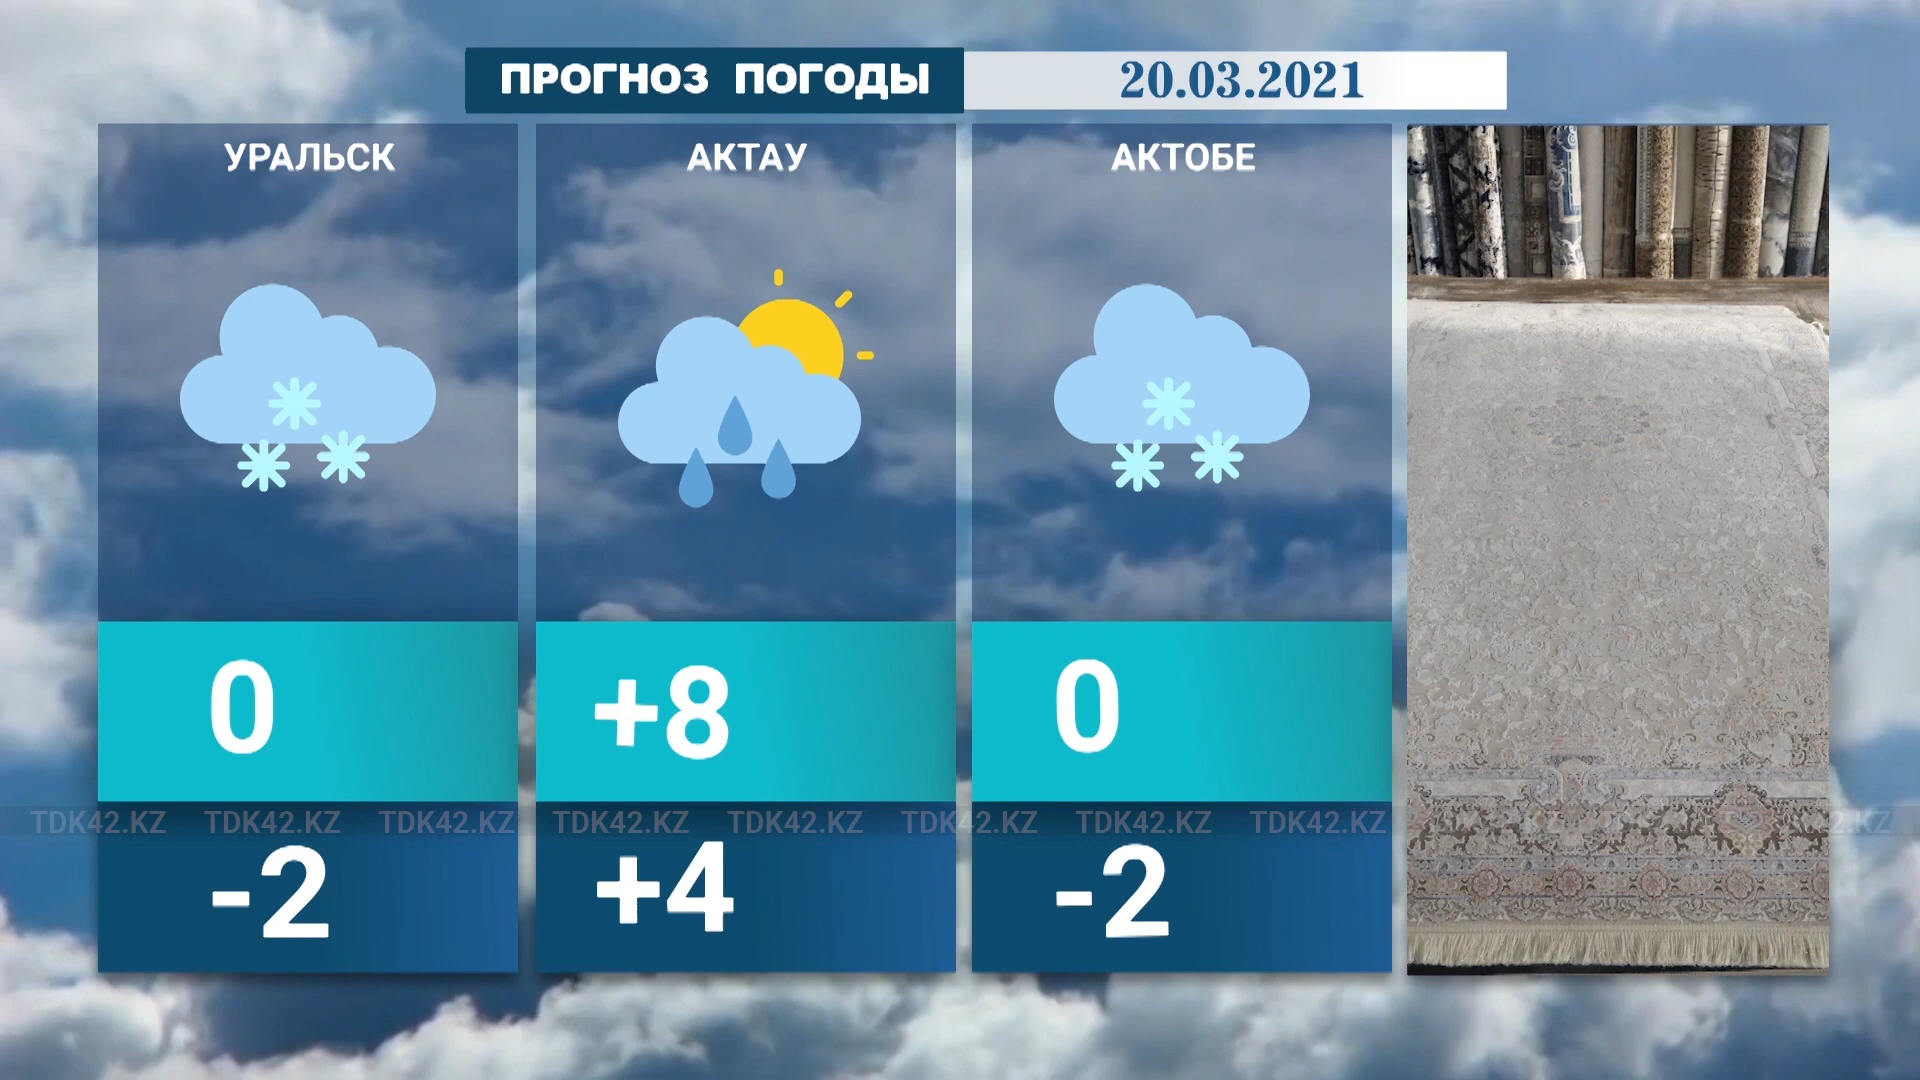 ПРОГНОЗ ПОГОДЫ
20.03.2021
УРАЛЬСК
АКТАУ
АКТОБЕ
0
+8
0
TDK42.KZ TDK42.KZ TDK42.KZ TDK42.KZ TDK42.KZ TDK42.KZ TDK42.KZ TDK42.KZ
-2
+4
-2